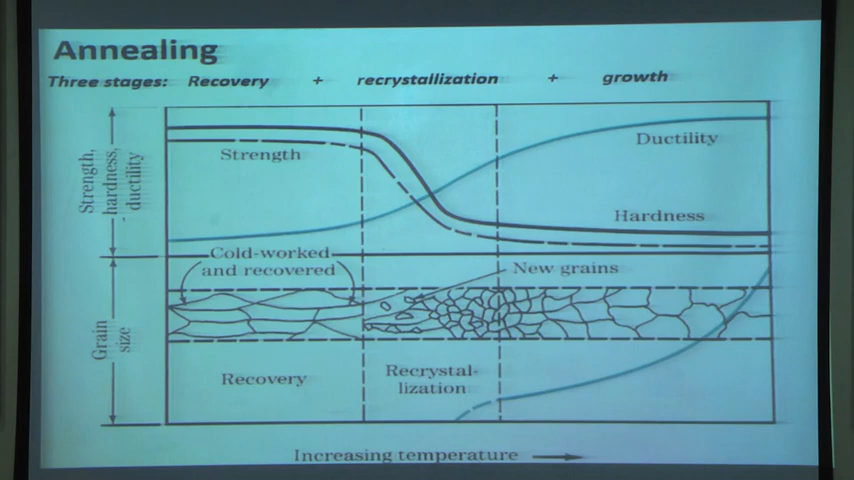 Annealing
Three stages: Recovery + recrystallization + growth
Strength,
hardness,
ductility
Strength
Ductility
Hardness
Cold-worked
and recovered
New grains
Grain
size
Recovery
Recrystal-
lization
Increasing temperature